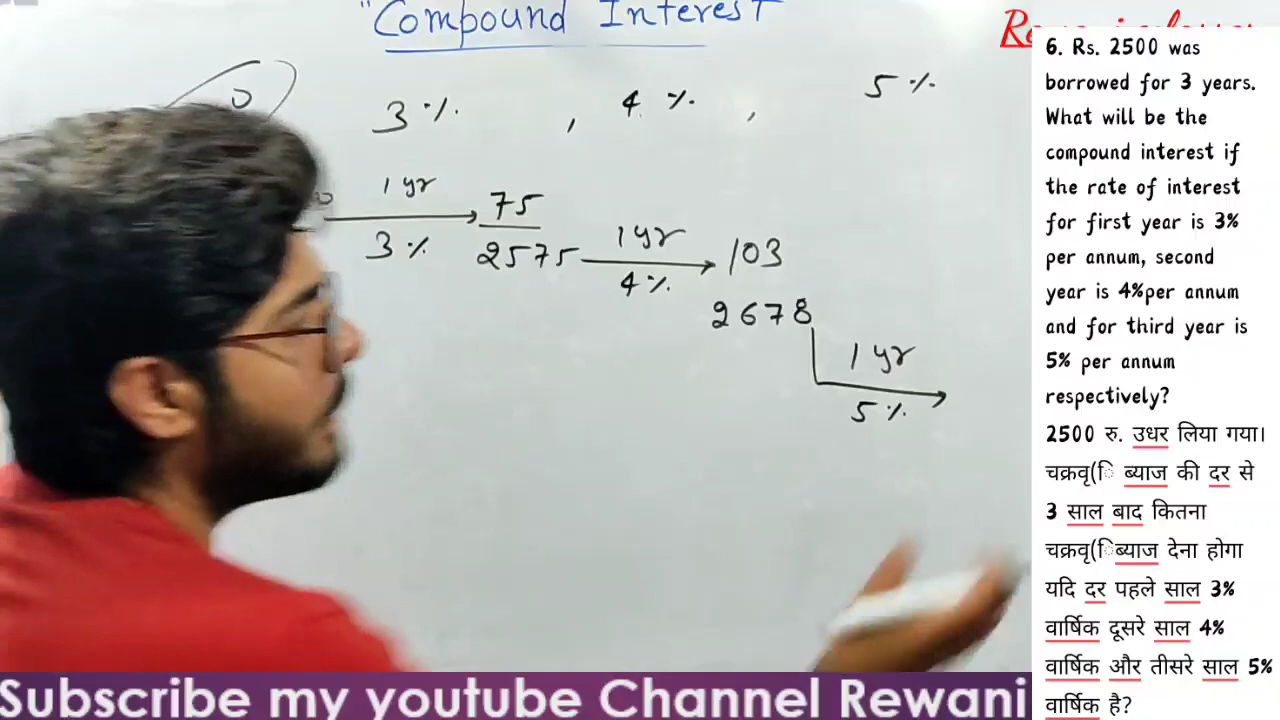 "Compound Interest
6. Rs. 2500 was
borrowed for 3 years.
What will be the
compound interest if
the rate of interest
for first year is 3%
per annum, second
year is 4%per annum
and for third year is
5% per annum
respectively?
2500 रु. उधर लिया गया।
चक्रवृ(ि ब्याज की दर से
3 साल बाद कितना
चक्रवृ(िब्याज देना होगा
यदि दर पहले साल 3%
वार्षिक दूसरे साल 4%
वार्षिक और तीसरे साल 5%
वार्षिक है?
3 % , 4 % , 5 %
1 yr
3 %
75
2575
1 yr
4 %
103
2678
1 yr
5 %
Subscribe my youtube Channel Rewani